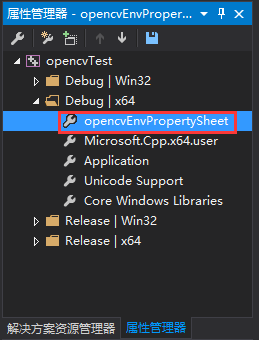 属性管理器 - opencvEnvProper...
opencvTest
Debug | Win32
Debug | x64
opencvEnvPropertySheet
Microsoft.Cpp.x64.user
Application
Unicode Support
Core Windows Libraries
Release | Win32
Release | x64
解决方案资源管理器 属性管理器